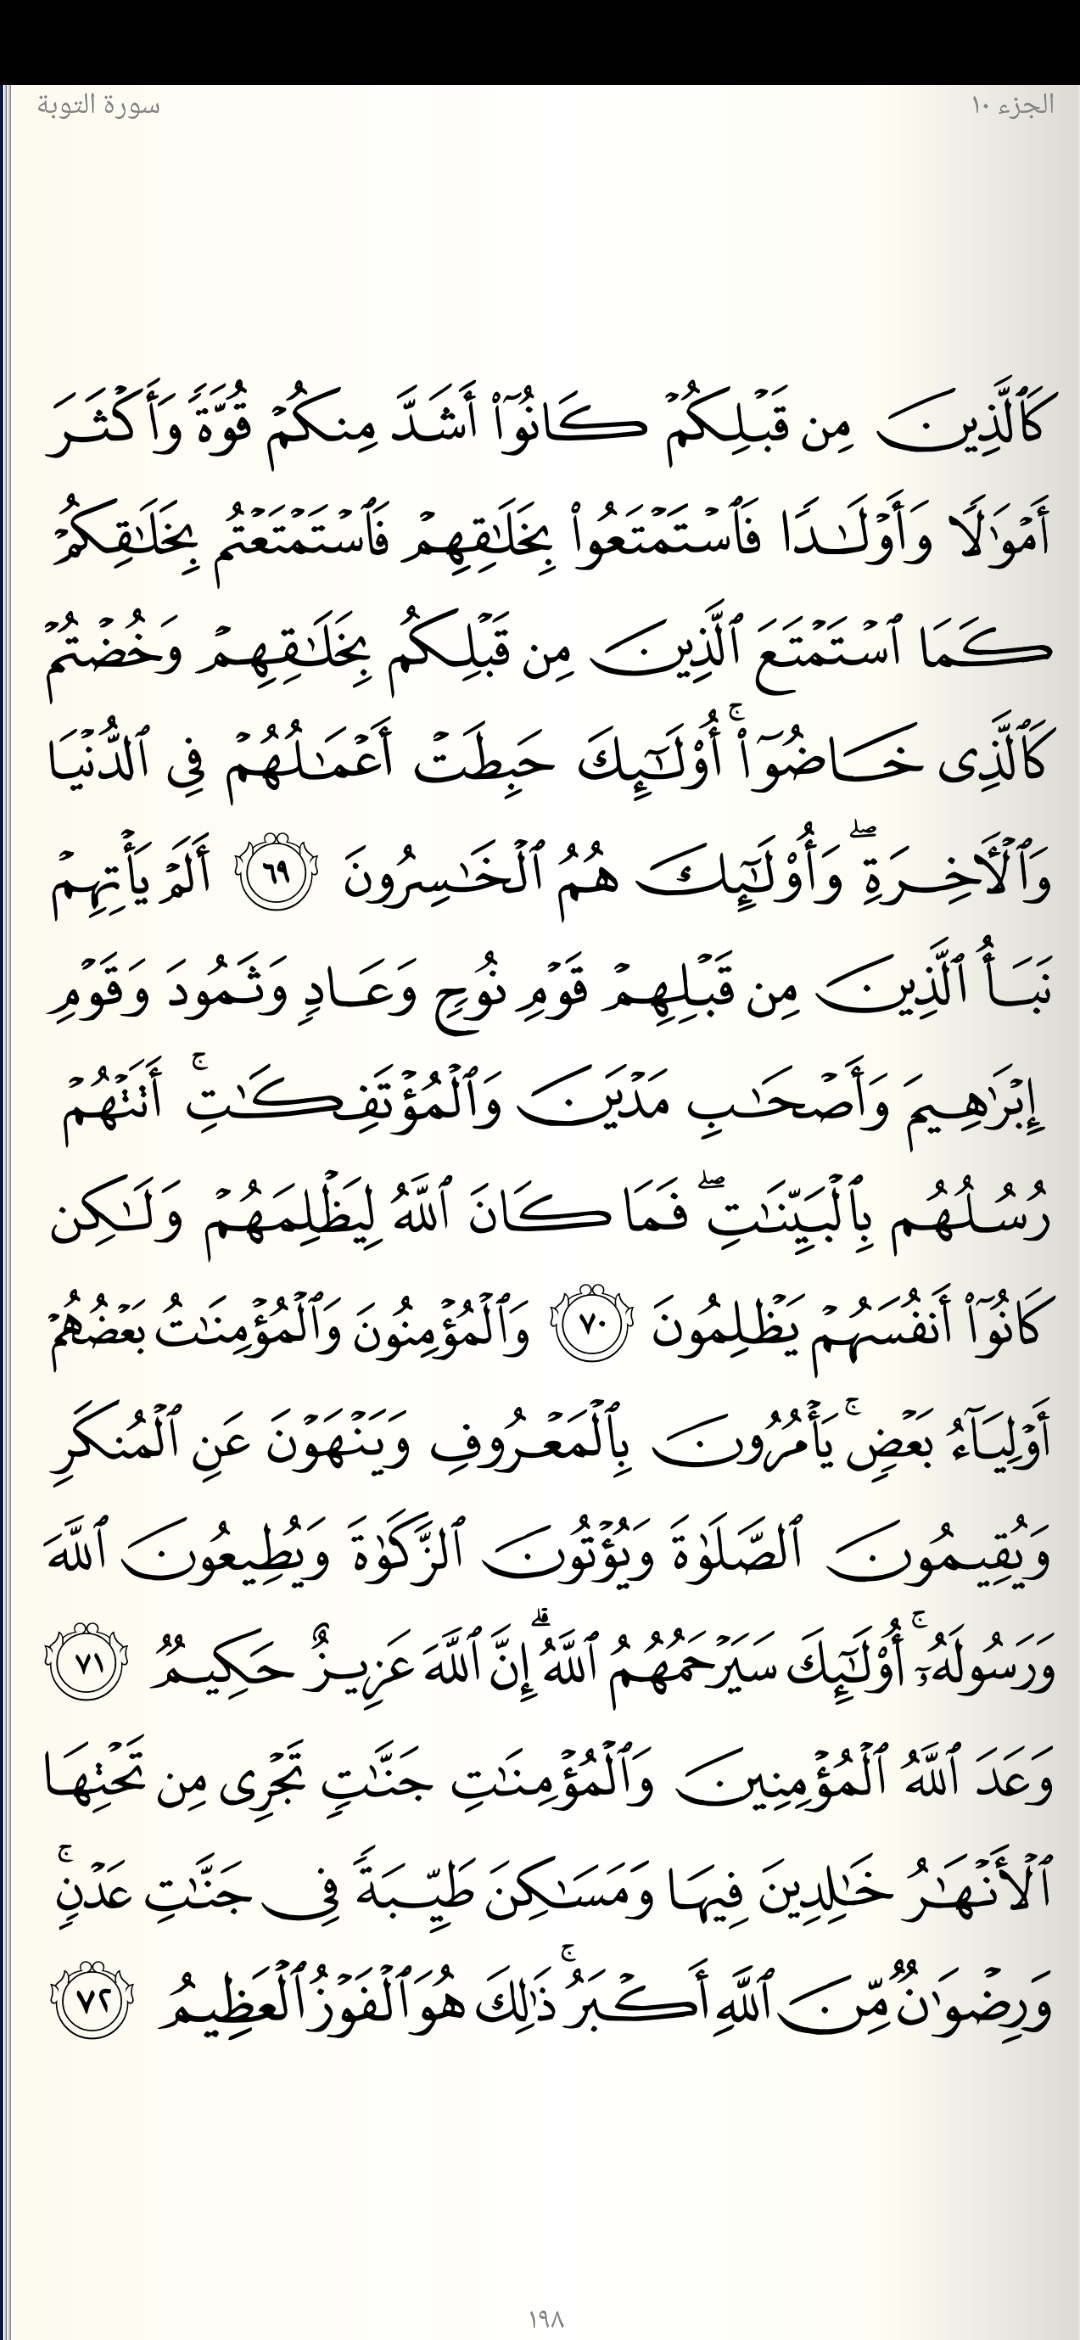 الجزء ١٠
سورة التوبة
كَٱلَّذِينَ مِن قَبۡلِكُمۡ كَانُوٓاْ أَشَدَّ مِنكُمۡ قُوَّةٗ وَأَكۡثَرَ
أَمۡوَٰلٗا وَأَوۡلَٰدٗا فَٱسۡتَمۡتَعُواْ بِخَلَٰقِهِمۡ فَٱسۡتَمۡتَعۡتُم بِخَلَٰقِكُمۡ
كَمَا ٱسۡتَمۡتَعَ ٱلَّذِينَ مِن قَبۡلِكُم بِخَلَٰقِهِمۡ وَخُضۡتُمۡ
كَٱلَّذِي خَاضُوٓاْۚ أُوْلَٰٓئِكَ حَبِطَتۡ أَعۡمَٰلُهُمۡ فِي ٱلدُّنۡيَا
وَٱلۡأٓخِرَةِۖ وَأُوْلَٰٓئِكَ هُمُ ٱلۡخَٰسِرُونَ ٦٩ أَلَمۡ يَأۡتِهِمۡ
نَبَأُ ٱلَّذِينَ مِن قَبۡلِهِمۡ قَوۡمِ نُوحٖ وَعَادٖ وَثَمُودَ وَقَوۡمِ
إِبۡرَٰهِيمَ وَأَصۡحَٰبِ مَدۡيَنَ وَٱلۡمُؤۡتَفِكَٰتِۚ أَتَتۡهُمۡ
رُسُلُهُم بِٱلۡبَيِّنَٰتِۖ فَمَا كَانَ ٱللَّهُ لِيَظۡلِمَهُمۡ وَلَٰكِن
كَانُوٓاْ أَنفُسَهُمۡ يَظۡلِمُونَ ٧٠ وَٱلۡمُؤۡمِنُونَ وَٱلۡمُؤۡمِنَٰتُ بَعۡضُهُمۡ
أَوۡلِيَآءُ بَعۡضٖۚ يَأۡمُرُونَ بِٱلۡمَعۡرُوفِ وَيَنۡهَوۡنَ عَنِ ٱلۡمُنكَرِ
وَيُقِيمُونَ ٱلصَّلَوٰةَ وَيُؤۡتُونَ ٱلزَّكَوٰةَ وَيُطِيعُونَ ٱللَّهَ
وَرَسُولَهُۥٓۚ أُوْلَٰٓئِكَ سَيَرۡحَمُهُمُ ٱللَّهُۗ إِنَّ ٱللَّهَ عَزِيزٌ حَكِيمٞ ٧١
وَعَدَ ٱللَّهُ ٱلۡمُؤۡمِنِينَ وَٱلۡمُؤۡمِنَٰتِ جَنَّٰتٖ تَجۡرِي مِن تَحۡتِهَا
ٱلۡأَنۡهَٰرُ خَٰلِدِينَ فِيهَا وَمَسَٰكِنَ طَيِّبَةٗ فِي جَنَّٰتِ عَدۡنٖۚ
وَرِضۡوَٰنٞ مِّنَ ٱللَّهِ أَكۡبَرُۚ ذَٰلِكَ هُوَ ٱلۡفَوۡزُ ٱلۡعَظِيمُ ٧٢
١٩٨